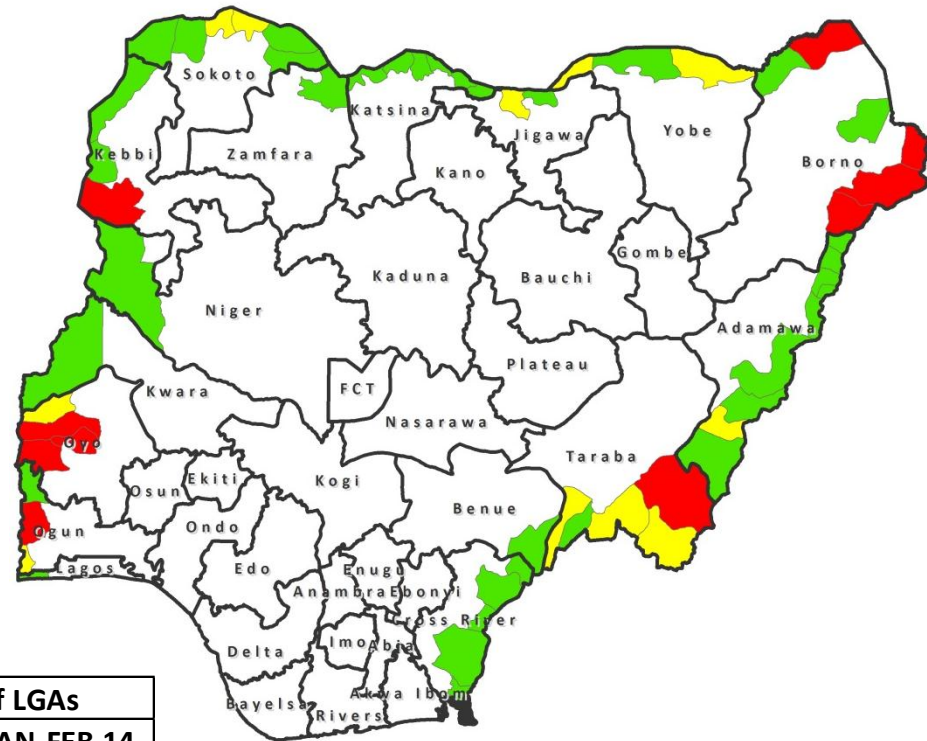 Sokoto
Katsina
Jigawa
Yobe
Kebbi
Zamfara
Kano
Borno
Gombe
Kaduna
Bauchi
Niger
Adamawa
Plateau
FCT
Kwara
Nasarawa
Oyo
Taraba
Osun
Ekiti
Kogi
Benue
Ogun
Ondo
Lagos
Edo
Enugu
Anambra
Ebonyi
Cross River
Imo
Abia
Delta
Akwa Ibom
Bayelsa
Rivers
LGAs
FEB 14